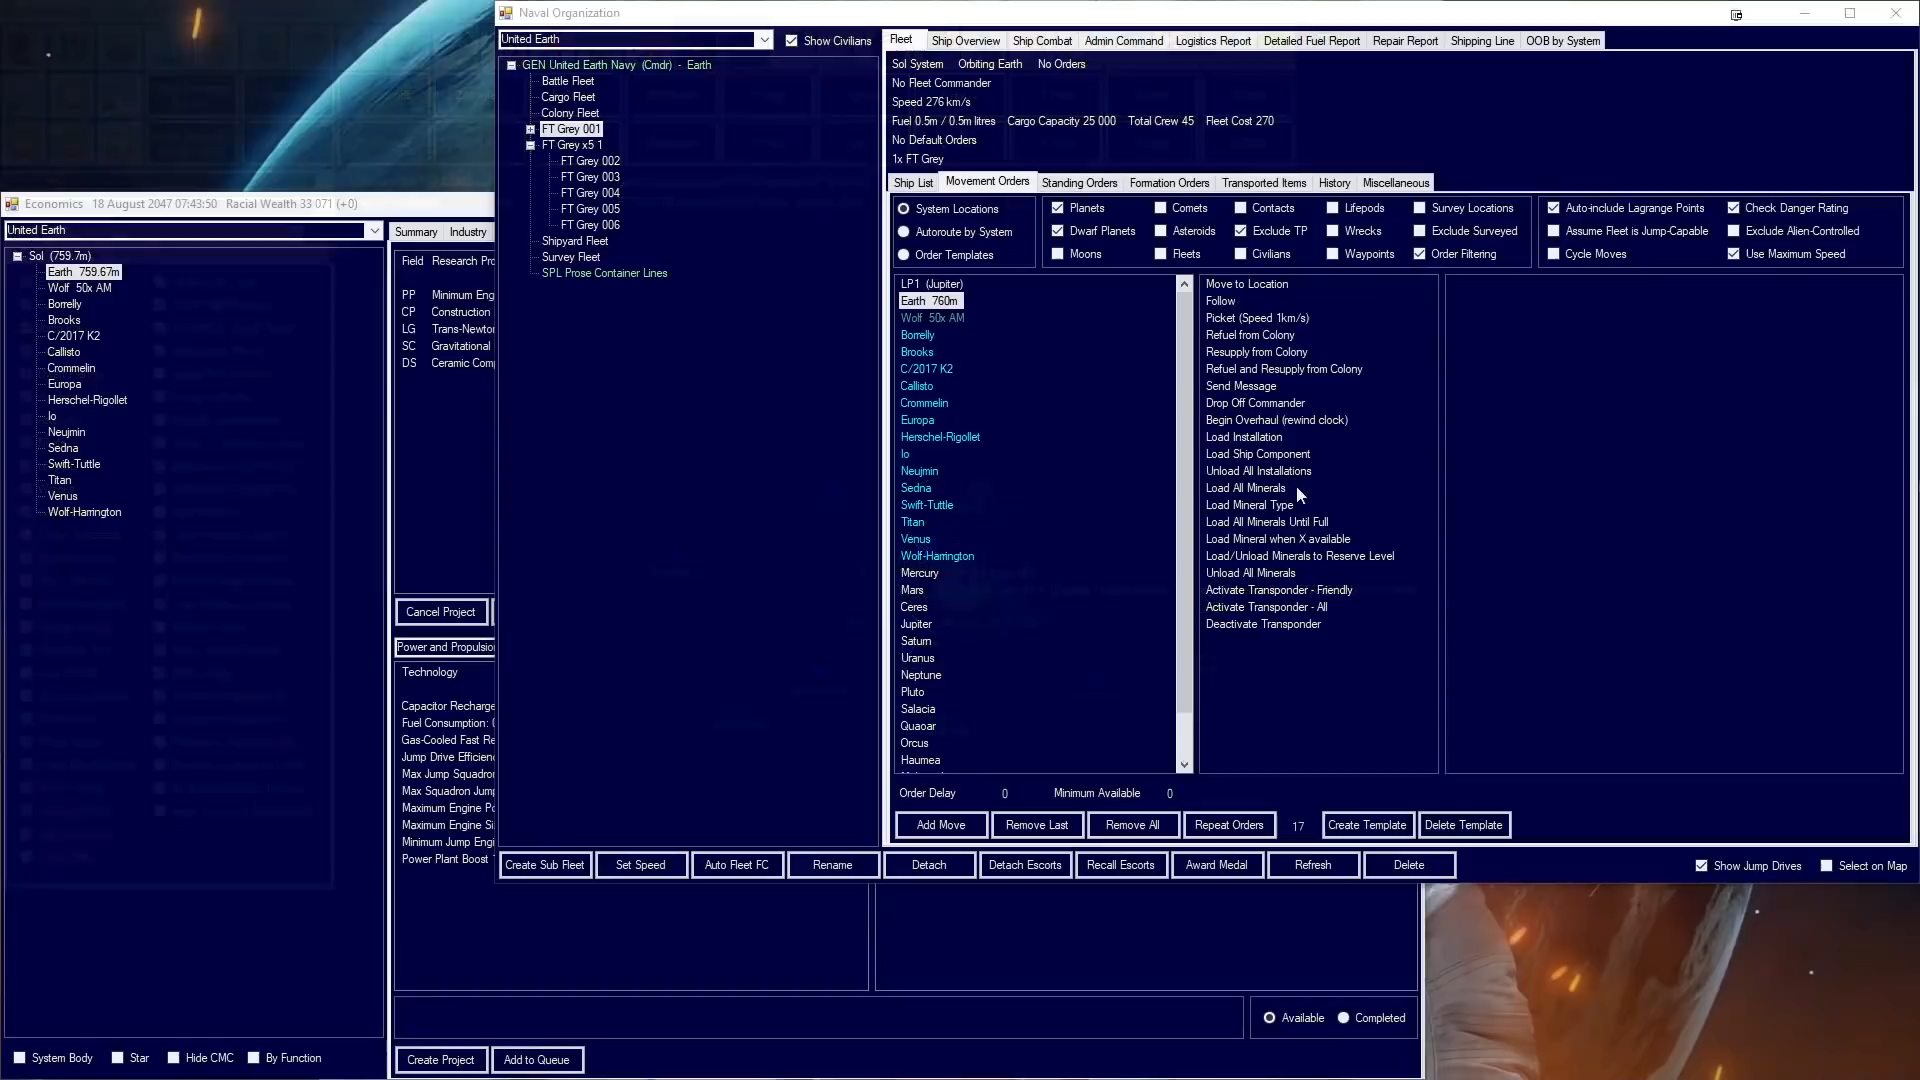 Naval Organization
United Earth
Show Civilians
GEN United Earth Navy (Cmdr) - Earth
Battle Fleet
Cargo Fleet
Colony Fleet
FT Grey 001
FT Grey x5 1
FT Grey 002
FT Grey 003
FT Grey 004
FT Grey 005
FT Grey 006
Shipyard Fleet
Survey Fleet
SPL Prose Container Lines
Fleet Ship Overview Ship Combat Admin Command Logistics Report Detailed Fuel Report Repair Report Shipping Line OOB by System
Sol System Orbiting Earth No Orders
No Fleet Commander
Speed 276 km/s
Fuel 0.5m / 0.5m litres Cargo Capacity 25 000 Total Crew 45 Fleet Cost 270
No Default Orders
1x FT Grey
Ship List Movement Orders Standing Orders Formation Orders Transported Items History Miscellaneous
System Locations
Autoroute by System
Order Templates
Planets Comets Contacts Lifepods Survey Locations
Dwarf Planets Asteroids Exclude TP Wrecks Exclude Surveyed
Moons Fleets Civilians Waypoints Order Filtering
Auto-include Lagrange Points Check Danger Rating
Assume Fleet is Jump-Capable Exclude Alien-Controlled
Cycle Moves Use Maximum Speed
LP1 (Jupiter)
Earth 760m
Wolf 50x AM
Borrelly
Brooks
C/2017 K2
Callisto
Crommelin
Europa
Herschel-Rigollet
Io
Neujmin
Sedna
Swift-Tuttle
Titan
Venus
Wolf-Harrington
Mercury
Mars
Ceres
Jupiter
Saturn
Uranus
Neptune
Pluto
Salacia
Quaoar
Orcus
Haumea
Move to Location
Follow
Picket (Speed 1km/s)
Refuel from Colony
Resupply from Colony
Refuel and Resupply from Colony
Send Message
Drop Off Commander
Begin Overhaul (rewind clock)
Load Installation
Load Ship Component
Unload All Installations
Load All Minerals
Load Mineral Type
Load All Minerals Until Full
Load Mineral when X available
Load/Unload Minerals to Reserve Level
Unload All Minerals
Activate Transponder - Friendly
Activate Transponder - All
Deactivate Transponder
Order Delay 0 Minimum Available 0
Add Move Remove Last Remove All Repeat Orders 17 Create Template Delete Template
Create Sub Fleet Set Speed Auto Fleet FC Rename Detach Detach Escorts Recall Escorts Award Medal Refresh Delete
Show Jump Drives Select on Map
Economics 18 August 2047 07:43:50 Racial Wealth 33 071 (+0)
United Earth
Sol (759.7m)
Earth 759.67m
Wolf 50x AM
Borrelly
Brooks
C/2017 K2
Callisto
Crommelin
Europa
Herschel-Rigollet
Io
Neujmin
Sedna
Swift-Tuttle
Titan
Venus
Wolf-Harrington
System Body Star Hide CMC By Function
Summary Industry
Field Research Pro
PP Minimum Eng
CP Construction
LG Trans-Newto
SC Gravitational
DS Ceramic Com
Cancel Project
Power and Propulsio
Technology
Capacitor Recharge
Fuel Consumption:
Gas-Cooled Fast Re
Jump Drive Efficien
Max Jump Squadro
Max Squadron Jum
Maximum Engine Po
Maximum Engine Si
Minimum Jump Engi
Power Plant Boost
Available Completed
Create Project Add to Queue